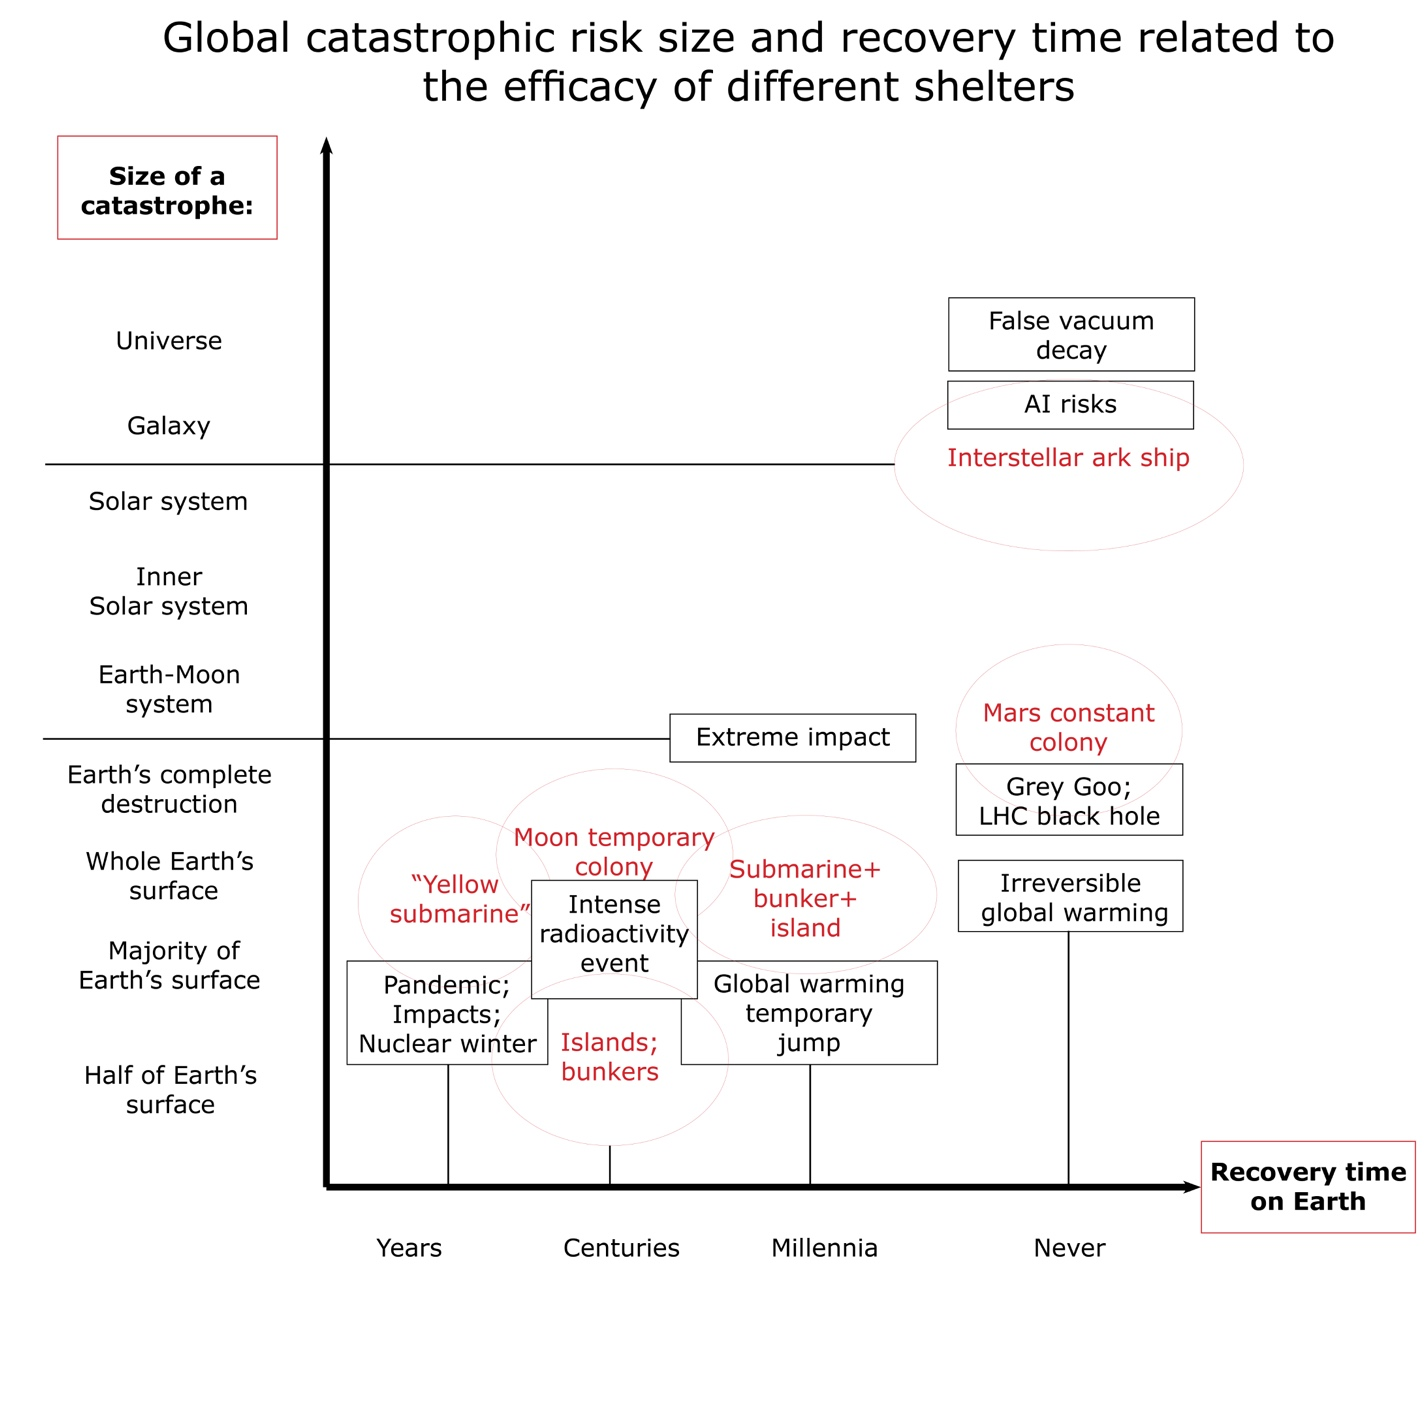 Global catastrophic risk size and recovery time related to
the efficacy of different shelters
Size of a
catastrophe:
Universe
Galaxy
Solar system
Inner
Solar system
Earth-Moon
system
Earth’s complete
destruction
Whole Earth’s
surface
Majority of
Earth’s surface
Half of Earth’s
surface
False vacuum
decay
AI risks
Interstellar ark ship
Extreme impact
Mars constant
colony
Grey Goo;
LHC black hole
Moon temporary
colony
“Yellow
submarine”
Submarine+
bunker+
island
Intense
radioactivity
event
Irreversible
global warming
Pandemic;
Impacts;
Nuclear winter
Islands;
bunkers
Global warming
temporary
jump
Recovery time
on Earth
Years
Centuries
Millennia
Never